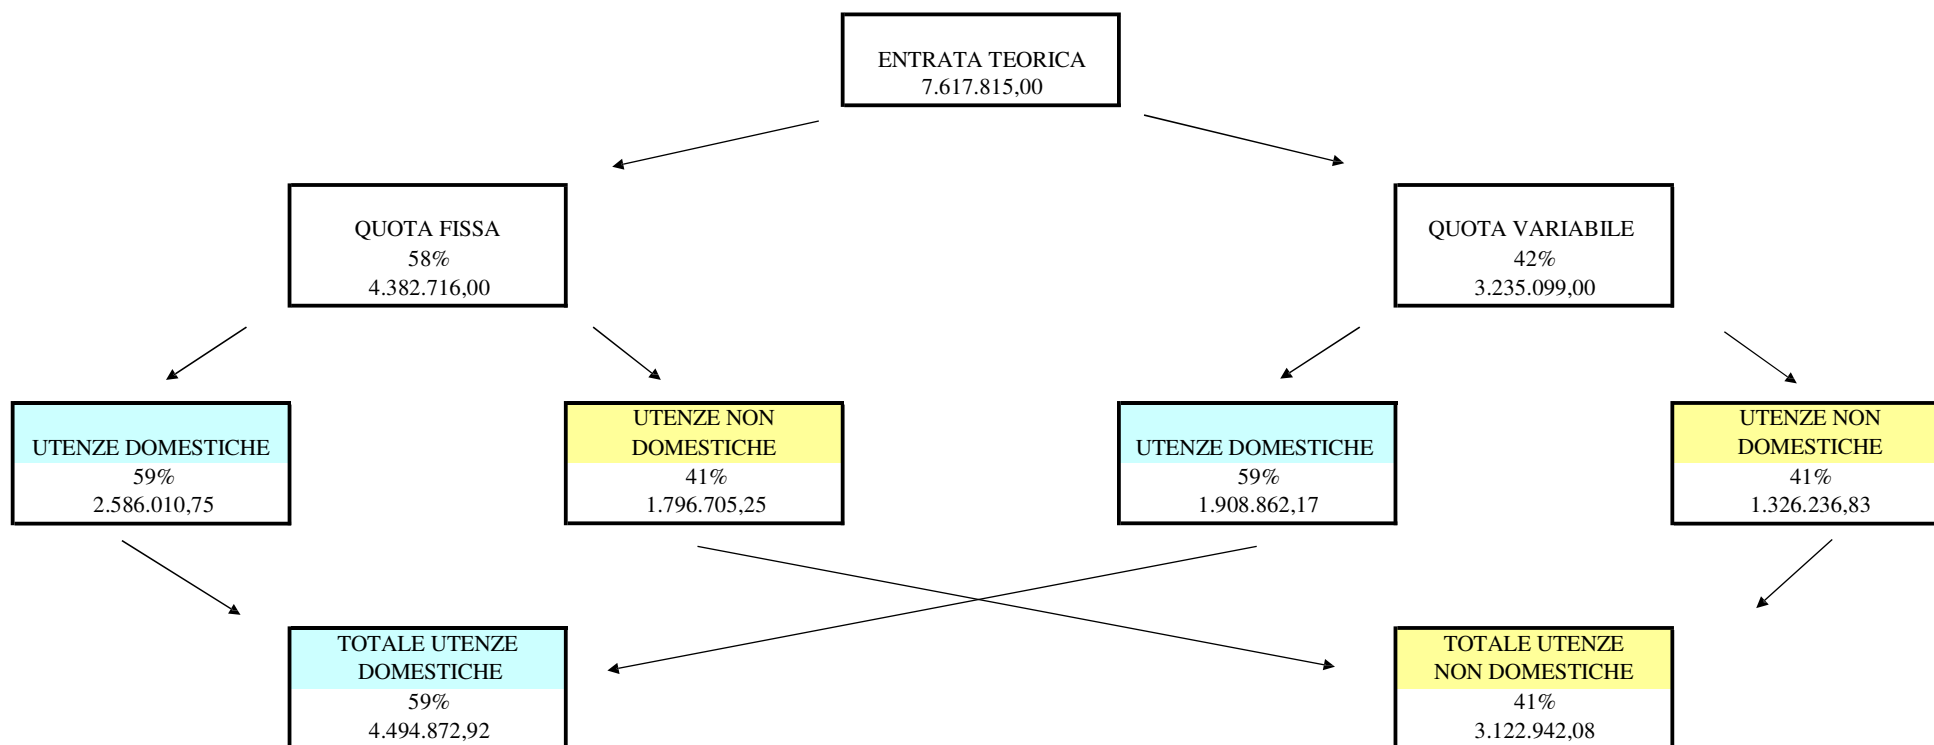 ENTRATA TEORICA
7.617.815,00
QUOTA FISSA
58%
4.382.716,00
QUOTA VARIABILE
42%
3.235.099,00
UTENZE DOMESTICHE
59%
2.586.010,75
UTENZE NON
DOMESTICHE
41%
1.796.705,25
UTENZE DOMESTICHE
59%
1.908.862,17
UTENZE NON
DOMESTICHE
41%
1.326.236,83
TOTALE UTENZE
DOMESTICHE
59%
4.494.872,92
TOTALE UTENZE
NON DOMESTICHE
41%
3.122.942,08